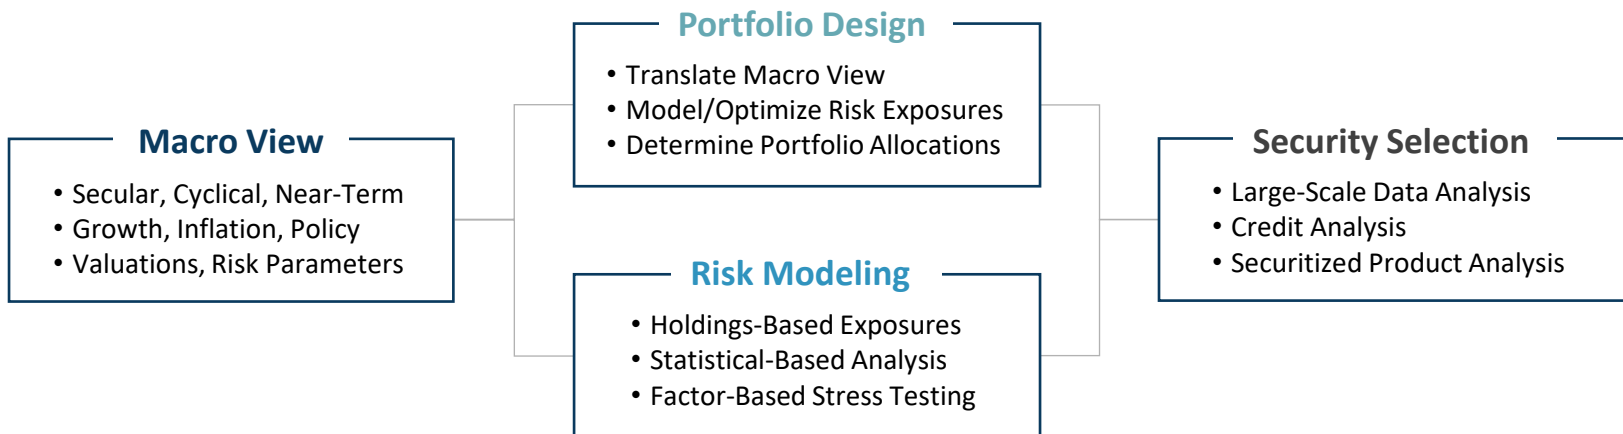 Macro View
• Secular, Cyclical, Near-Term
• Growth, Inflation, Policy
• Valuations, Risk Parameters
Portfolio Design
• Translate Macro View
• Model/Optimize Risk Exposures
• Determine Portfolio Allocations
Risk Modeling
• Holdings-Based Exposures
• Statistical-Based Analysis
• Factor-Based Stress Testing
Security Selection
• Large-Scale Data Analysis
• Credit Analysis
• Securitized Product Analysis